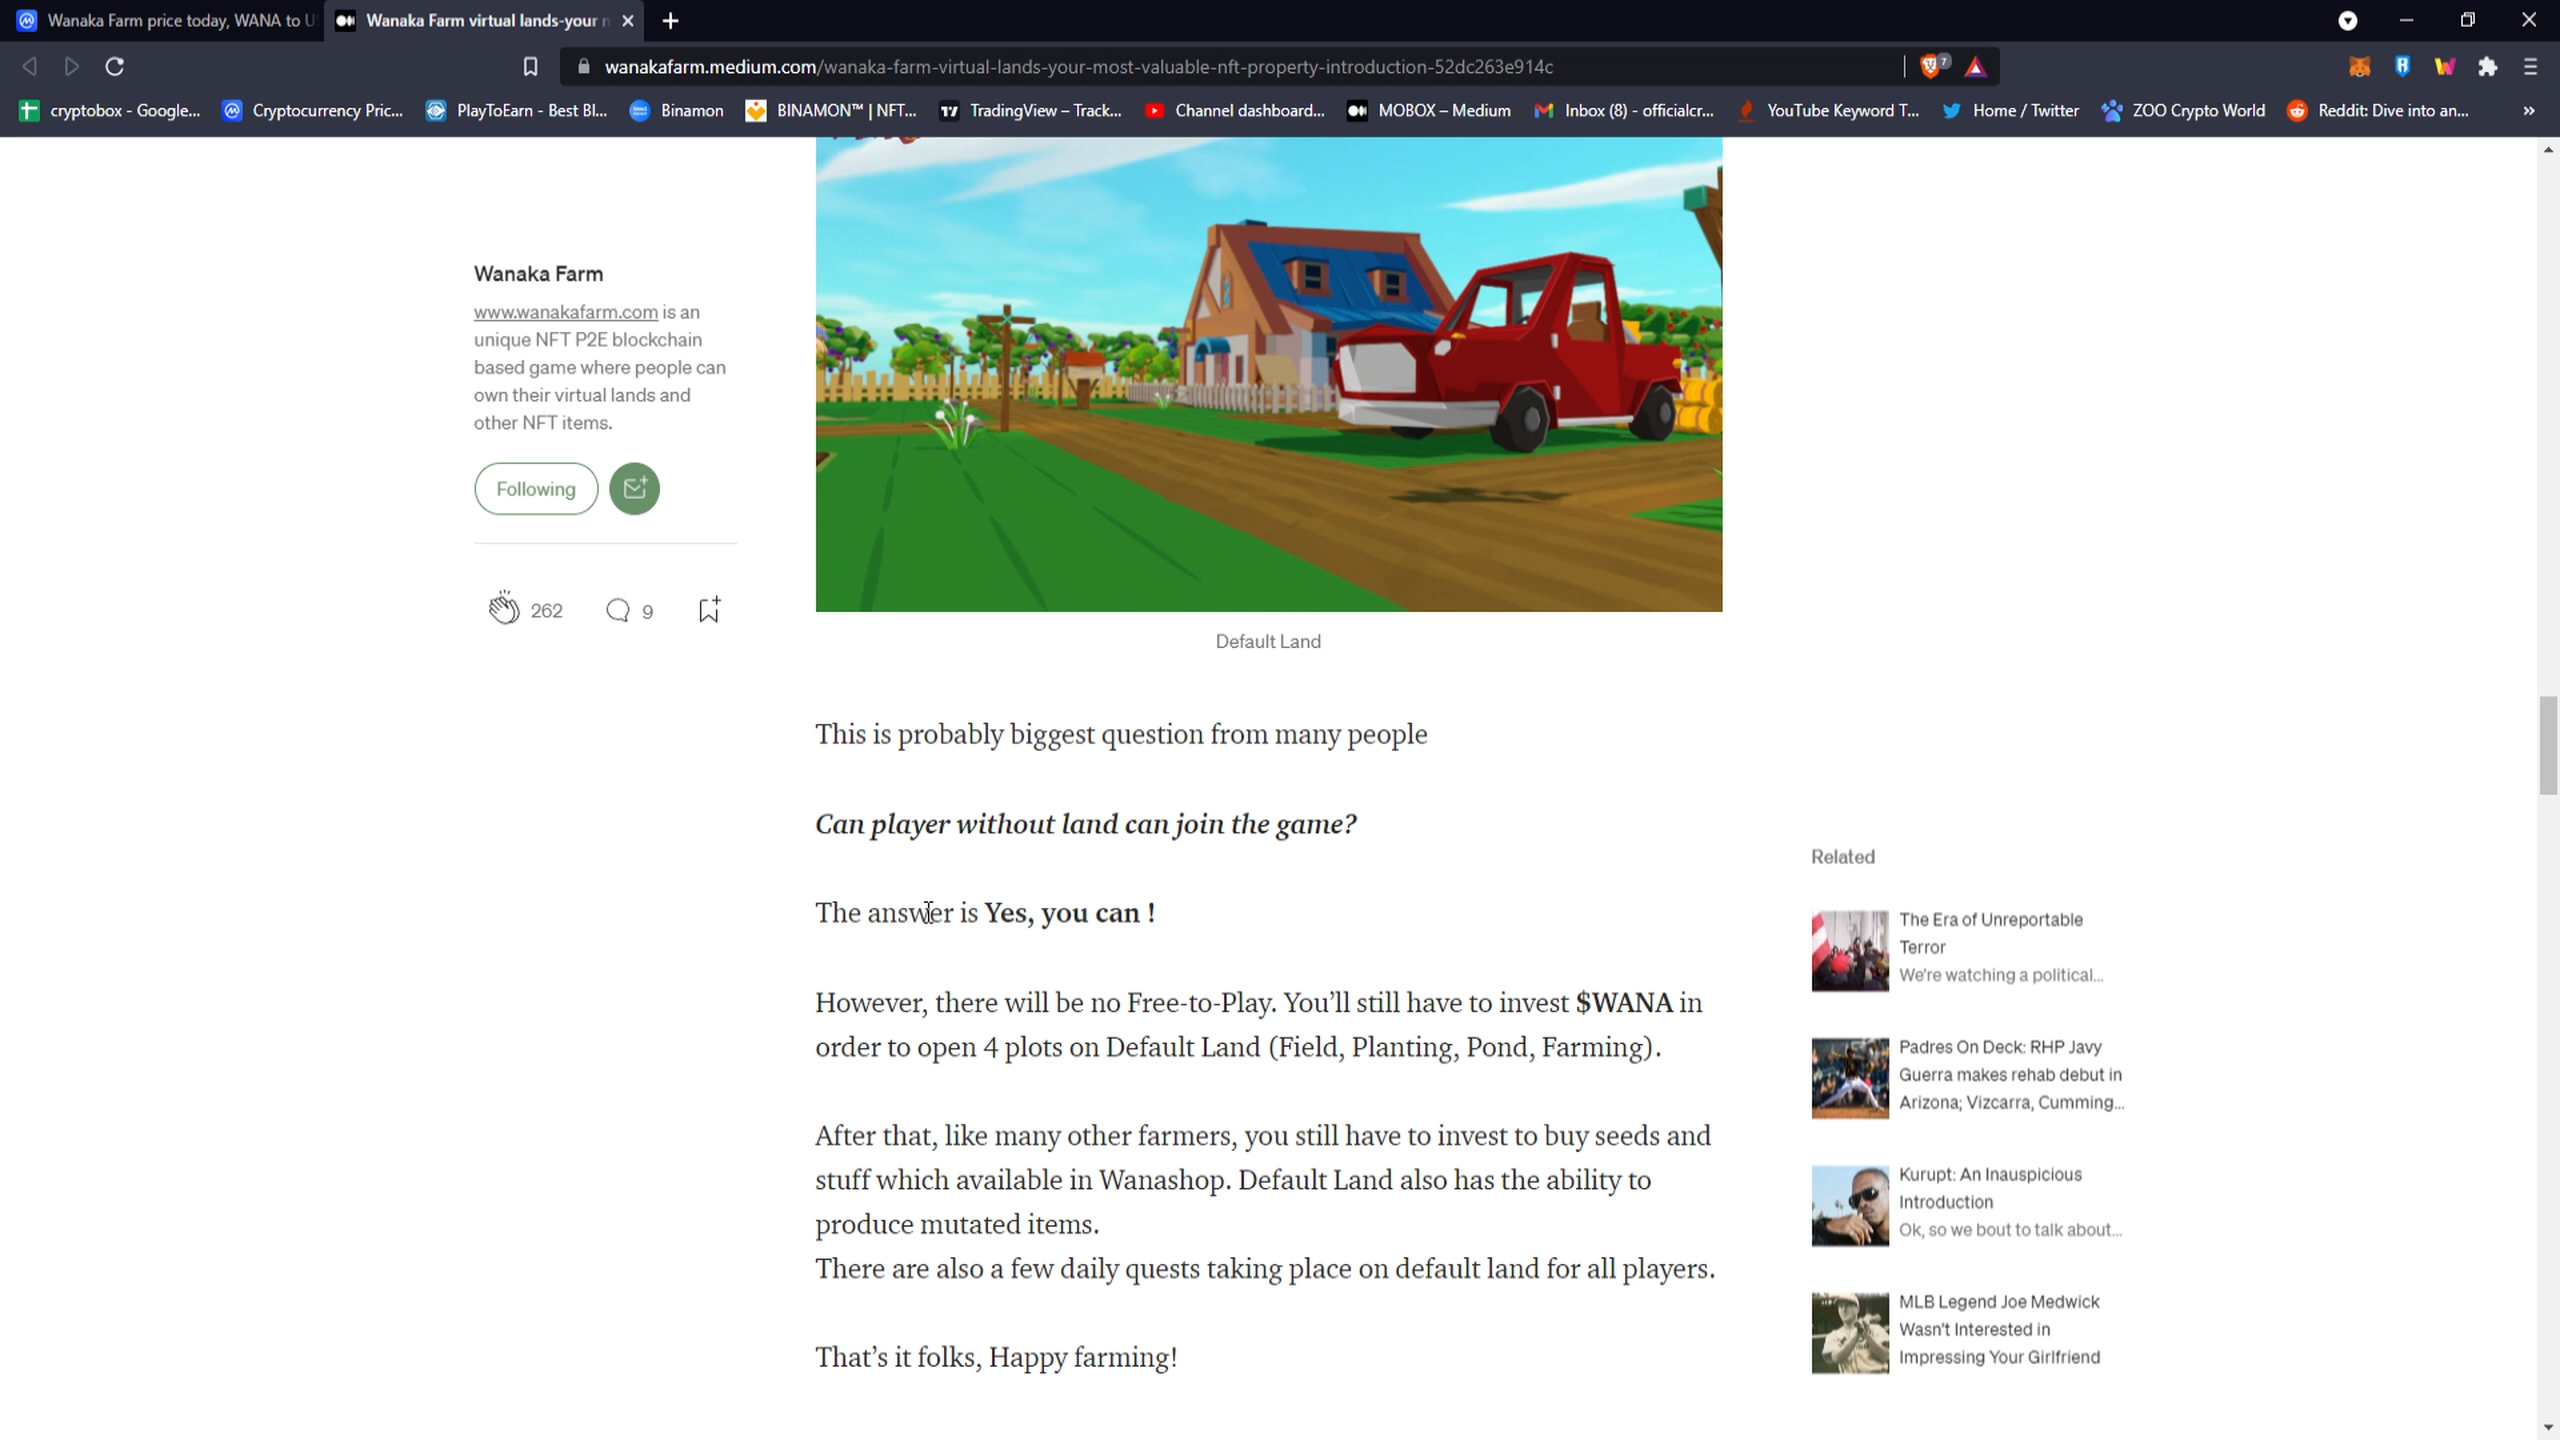 Wanaka Farm price today, WANA to U
Wanaka Farm virtual lands-your
wanakafarm.medium.com/wanaka-farm-virtual-lands-your-most-valuable-nft-property-introduction-52dc263e914c
7
cryptobox - Google...
Cryptocurrency Pric...
PlayToEarn - Best Bl...
Binamon
BINAMON™ | NFT...
TradingView – Track...
Channel dashboard...
MOBOX – Medium
Inbox (8) - officialcr...
YouTube Keyword T...
Home / Twitter
ZOO Crypto World
Reddit: Dive into an...
Wanaka Farm
www.wanakafarm.com is an
unique NFT P2E blockchain
based game where people can
own their virtual lands and
other NFT items.
Following
262
9
Default Land
This is probably biggest question from many people
Can player without land can join the game?
The answer is Yes, you can !
However, there will be no Free-to-Play. You’ll still have to invest $WANA in
order to open 4 plots on Default Land (Field, Planting, Pond, Farming).
After that, like many other farmers, you still have to invest to buy seeds and
stuff which available in Wanashop. Default Land also has the ability to
produce mutated items.
There are also a few daily quests taking place on default land for all players.
That’s it folks, Happy farming!
Related
The Era of Unreportable
Terror
We're watching a political...
Padres On Deck: RHP Javy
Guerra makes rehab debut in
Arizona; Vizcarra, Cumming...
Kurupt: An Inauspicious
Introduction
Ok, so we bout to talk about...
MLB Legend Joe Medwick
Wasn't Interested in
Impressing Your Girlfriend